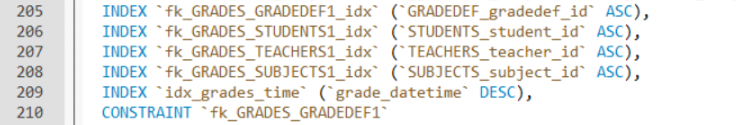 205 INDEX `fk_GRADES_GRADEDEF1_idx` (`GRADEDEF_gradedef_id` ASC),
206 INDEX `fk_GRADES_STUDENTS1_idx` (`STUDENTS_student_id` ASC),
207 INDEX `fk_GRADES_TEACHERS1_idx` (`TEACHERS_teacher_id` ASC),
208 INDEX `fk_GRADES_SUBJECTS1_idx` (`SUBJECTS_subject_id` ASC),
209 INDEX `idx_grades_time` (`grade_datetime` DESC),
210 CONSTRAINT `fk_GRADES_GRADEDEF1`